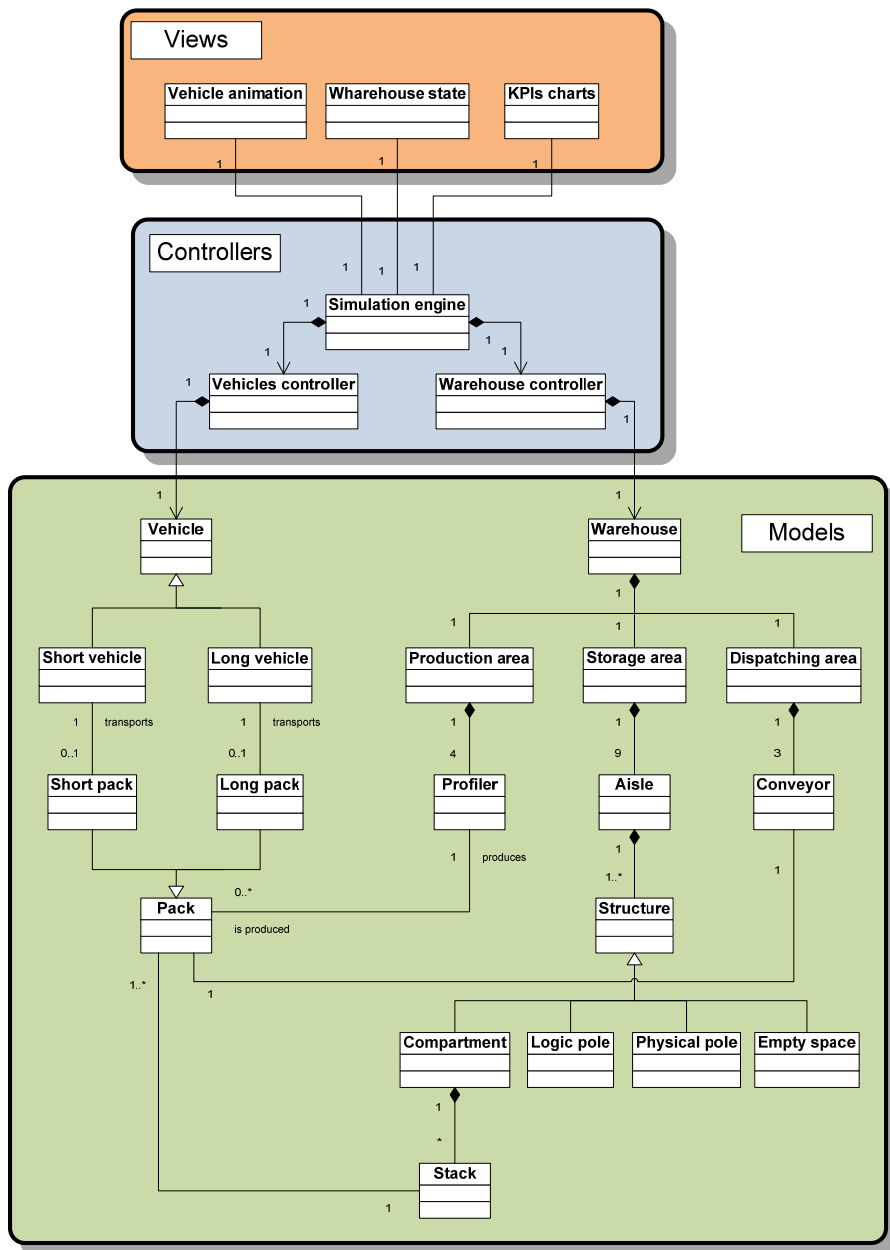 Views
Vehicle animation
Wharehouse state
KPIs charts
1
1
1
Controllers
1
1
1
Simulation engine
1
1
1
1
Vehicles controller
Warehouse controller
1
1
1
1
Vehicle
Warehouse
Models
1
1
1
1
Short vehicle
Long vehicle
Production area
Storage area
Dispatching area
1
transports
1
transports
1
1
1
0..1
0..1
4
9
3
Short pack
Long pack
Profiler
Aisle
Conveyor
1
produces
1
1
0..*
1..*
Pack
Structure
is produced
1..*
1
Compartment
Logic pole
Physical pole
Empty space
1
*
Stack
1